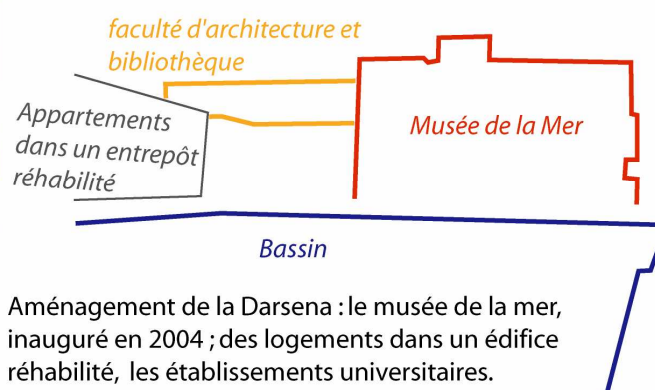 faculté d'architecture et
bibliothèque
Appartements
dans un entrepôt
réhabilité
Musée de la Mer
Bassin
Aménagement de la Darsena : le musée de la mer,
inauguré en 2004 ; des logements dans un édifice
réhabilité, les établissements universitaires.